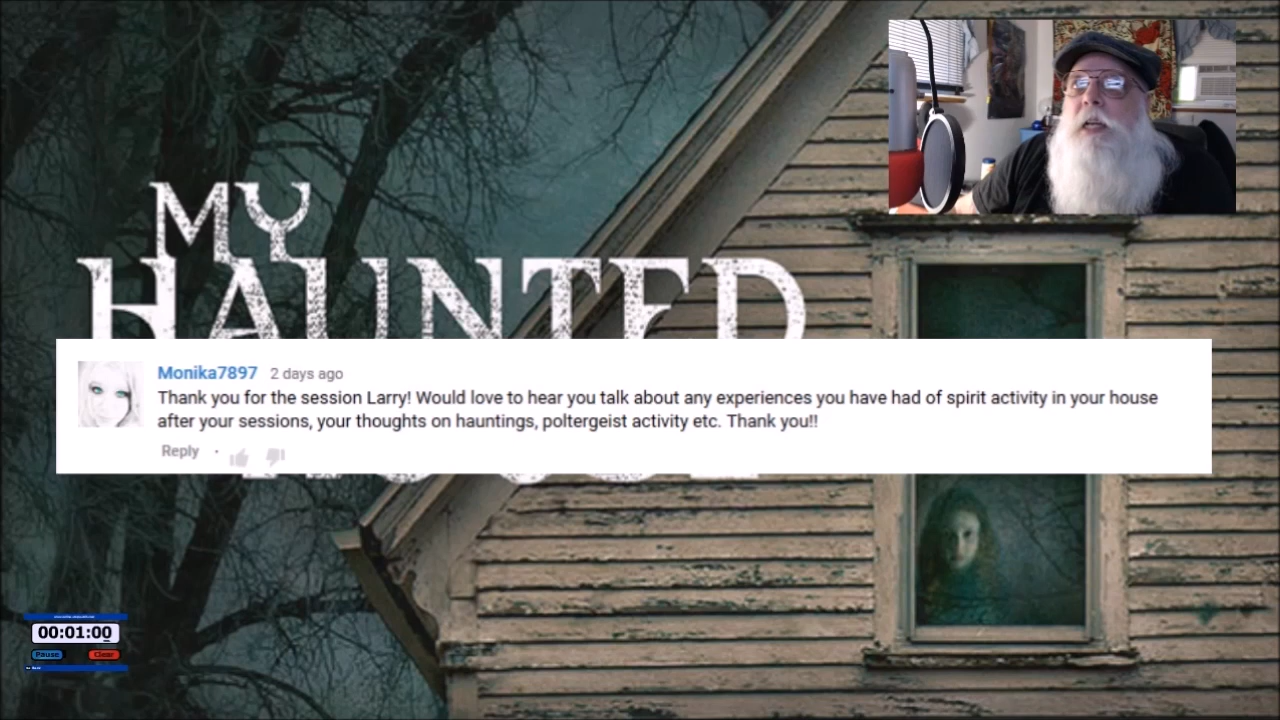 MY
HAUNTED
Monika7897 2 days ago
Thank you for the session Larry! Would love to hear you talk about any experiences you have had of spirit activity in your house
after your sessions, your thoughts on hauntings, poltergeist activity etc. Thank you!!
Reply ·
00:01:00
Pause Clear